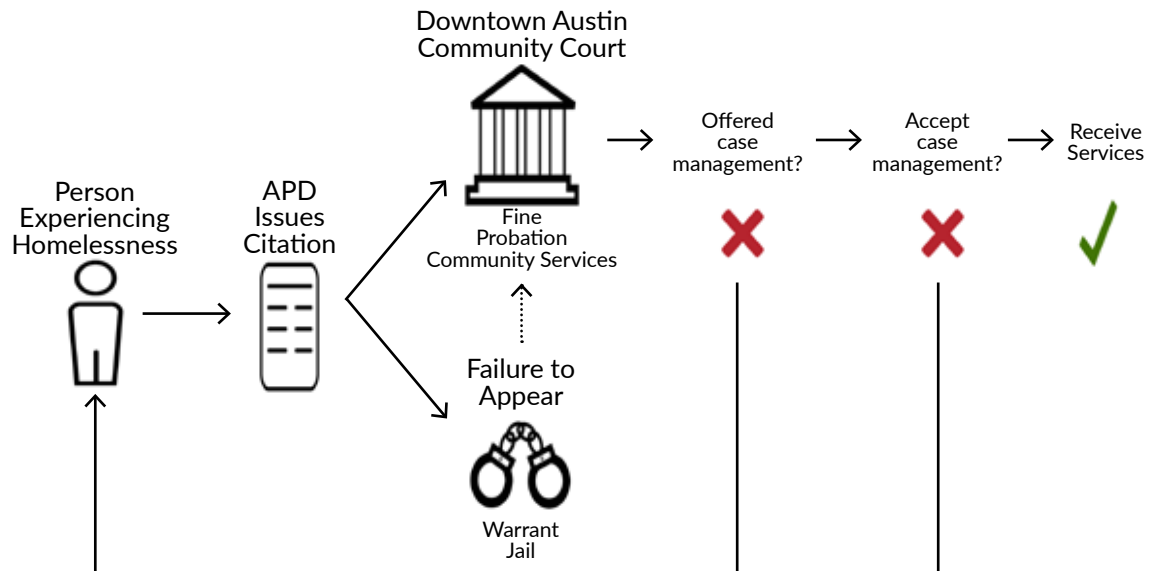 Downtown Austin
Community Court
Offered
case
management?
Accept
case
management?
Receive
Services
Person
Experiencing
Homelessness
APD
Issues
Citation
Fine
Probation
Community Services
Failure to
Appear
Warrant
Jail